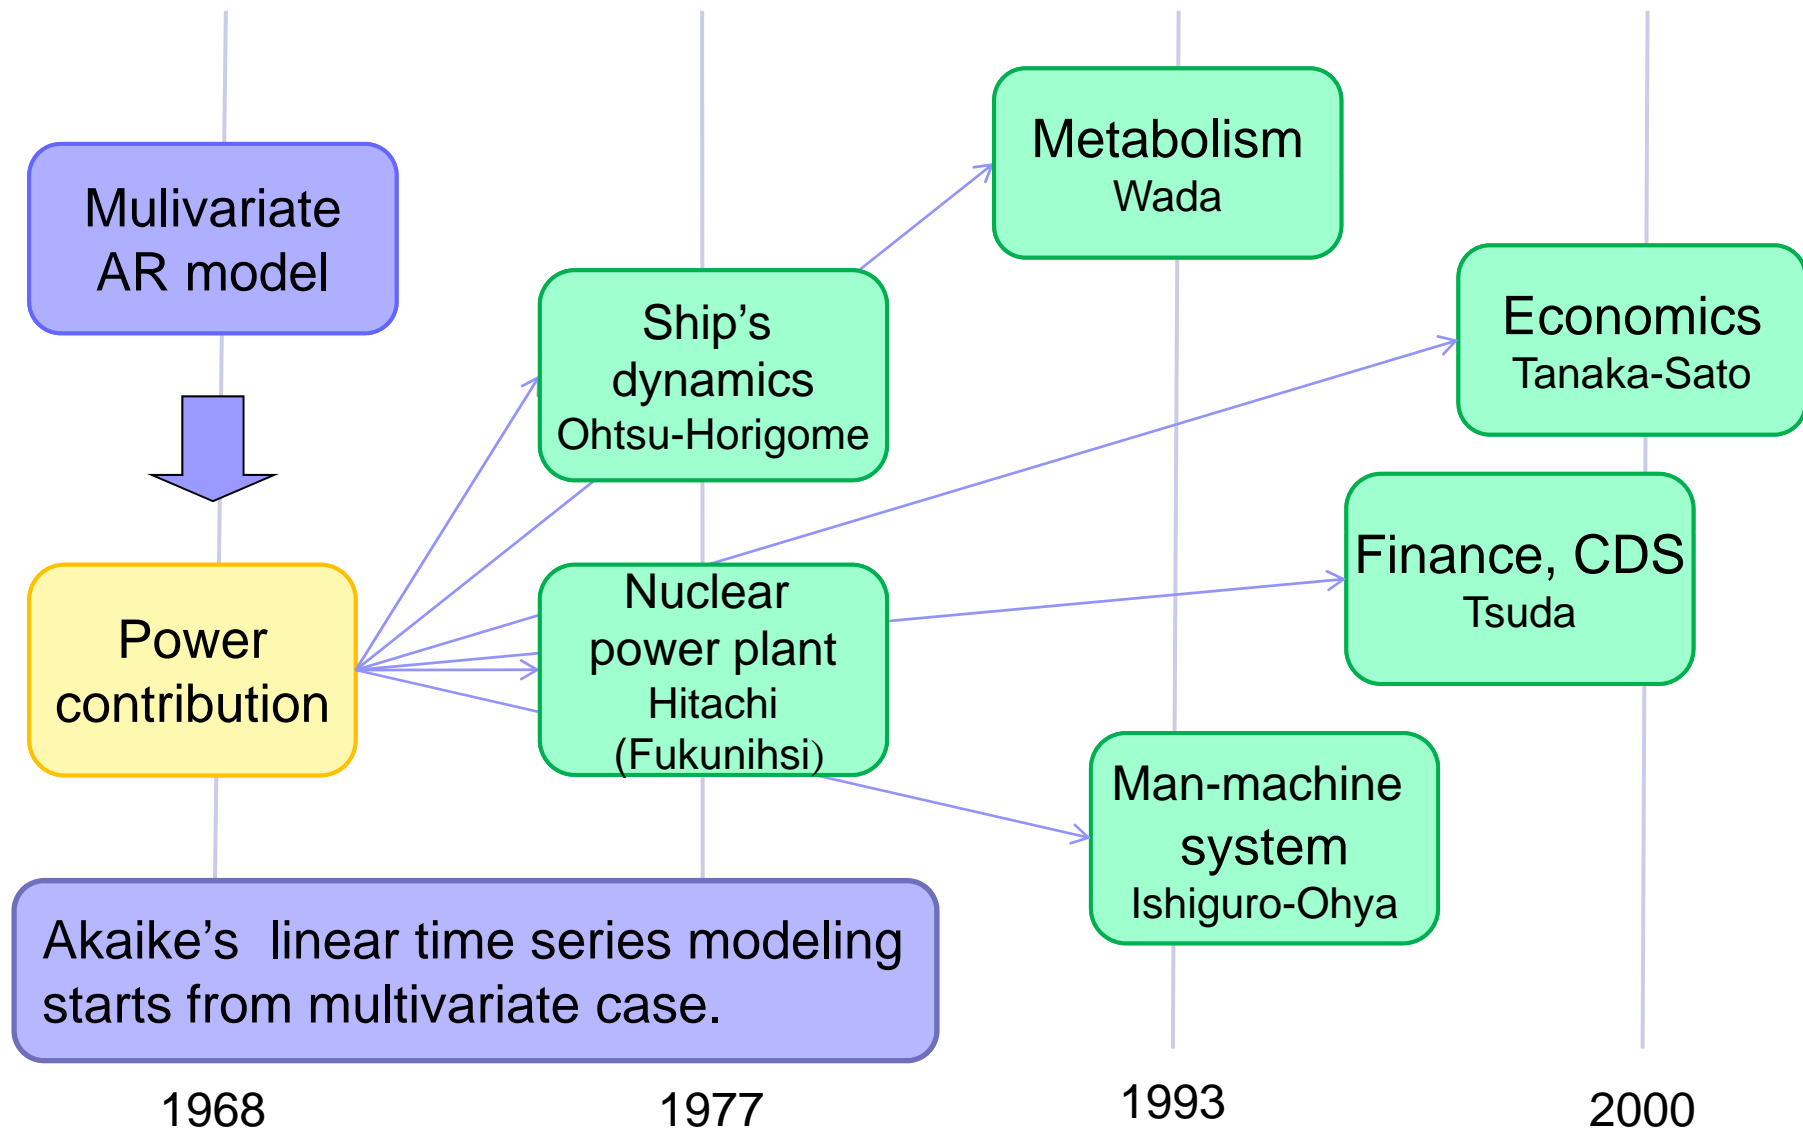 Mulivariate
AR model
Power
contribution
Ship’s
dynamics
Ohtsu-Horigome
Nuclear
power plant
Hitachi
(Fukunihsi)
Metabolism
Wada
Economics
Tanaka-Sato
Finance, CDS
Tsuda
Man-machine
system
Ishiguro-Ohya
Akaike’s  linear time series modeling
starts from multivariate case.
1968
1977
1993
2000